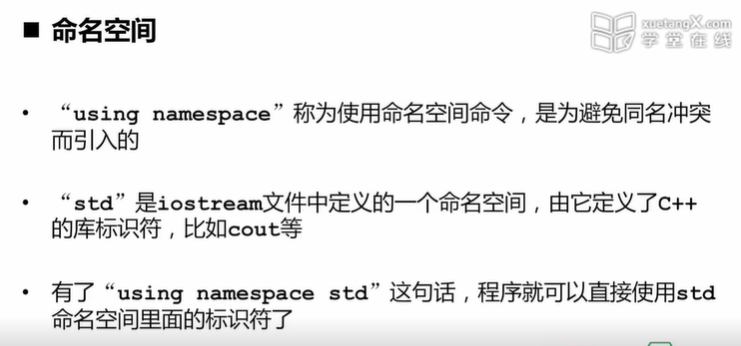 命名空间
xuetangX.com
学堂在线
• “using namespace”称为使用命名空间命令，是为避免同名冲突
而引入的
• “std”是iostream文件中定义的一个命名空间，由它定义了C++
的库标识符，比如cout等
• 有了“using namespace std”这句话，程序就可以直接使用std
命名空间里面的标识符了